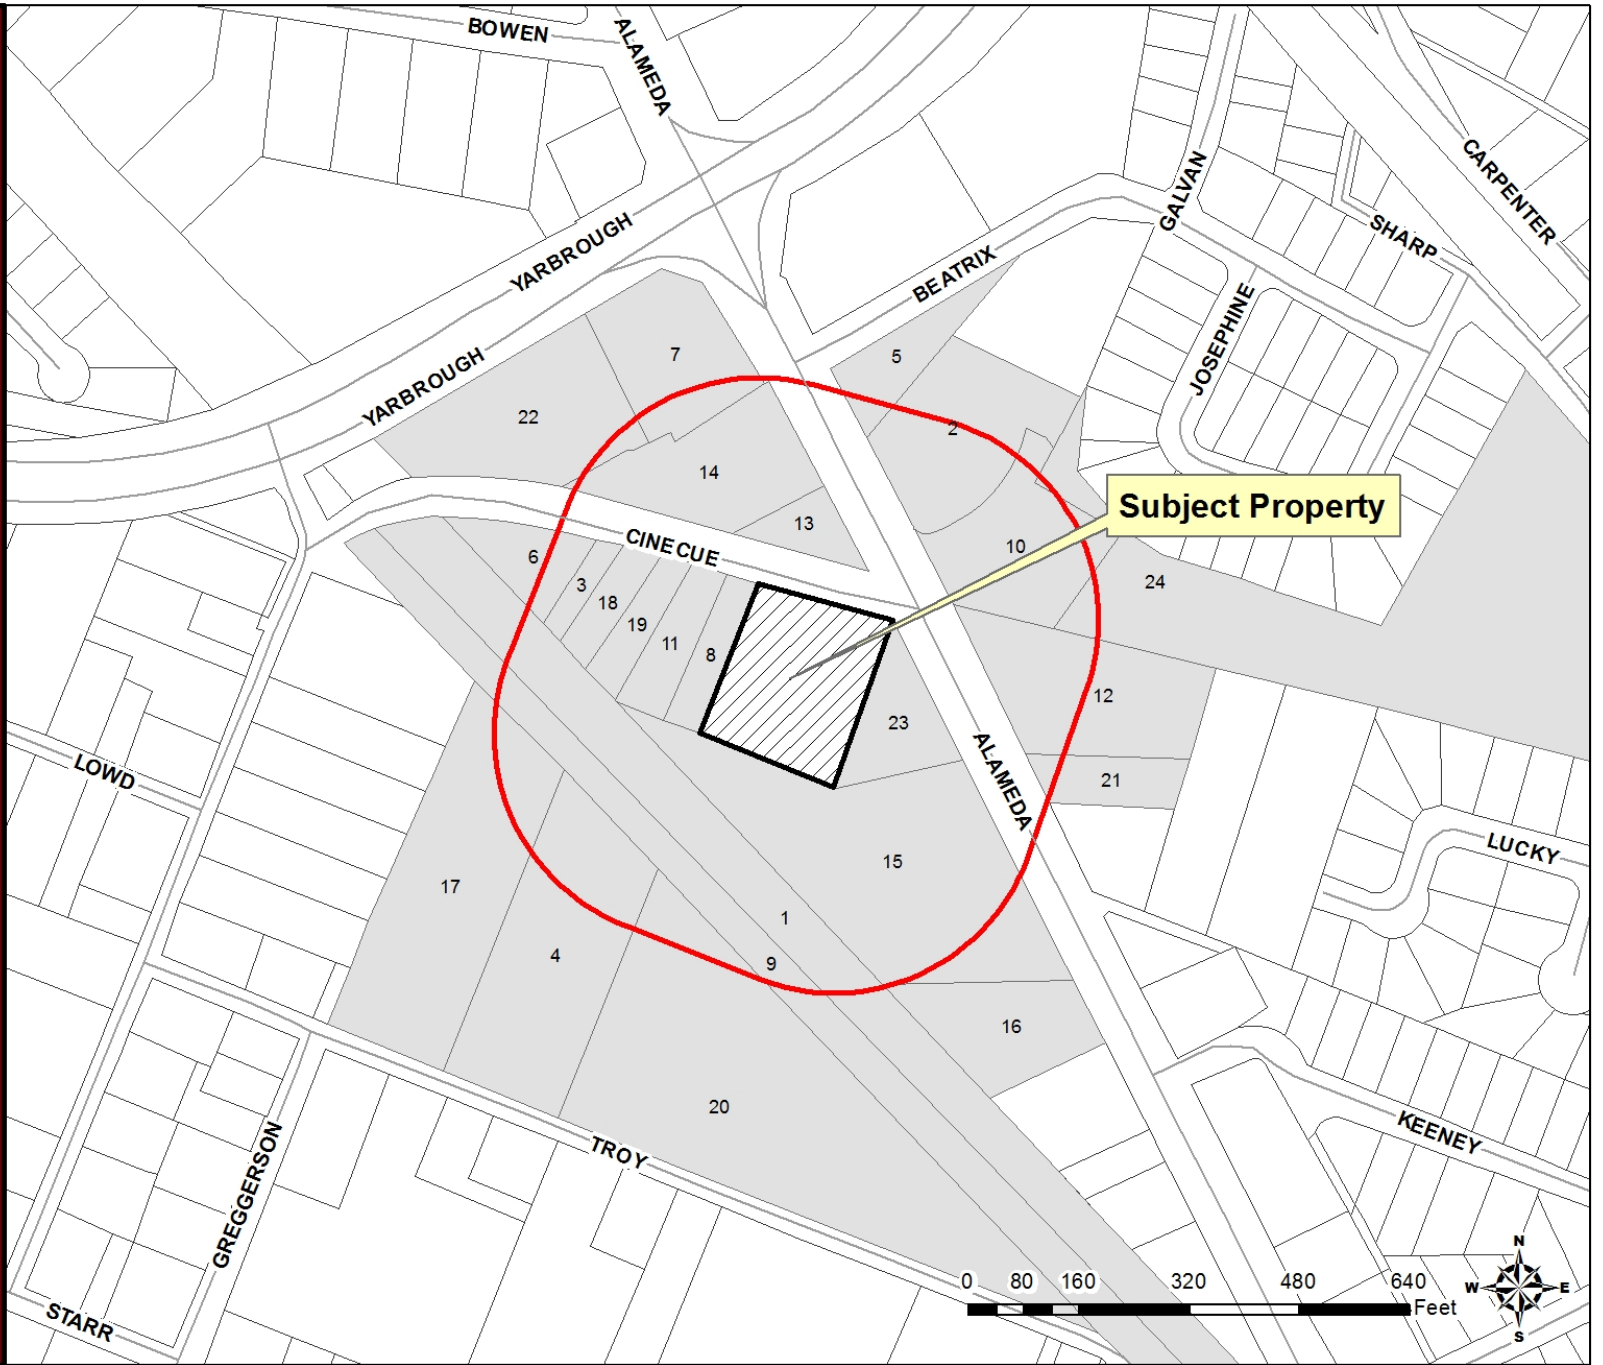 BOWEN
ALAMEDA
CARPENTER
GALVAN
SHARP
YARBROUGH
BEATRIX
JOSEPHINE
7
5
YARBROUGH
22
2
14
Subject Property
13
CINECUE
10
6
3
24
18
19
11
8
12
23
LOWD
ALAMEDA
21
LUCKY
15
17
1
4
9
16
20
KEENEY
TROY
GREGGERSON
N
W E
S
0 80 160 320 480 640
Feet
STARR